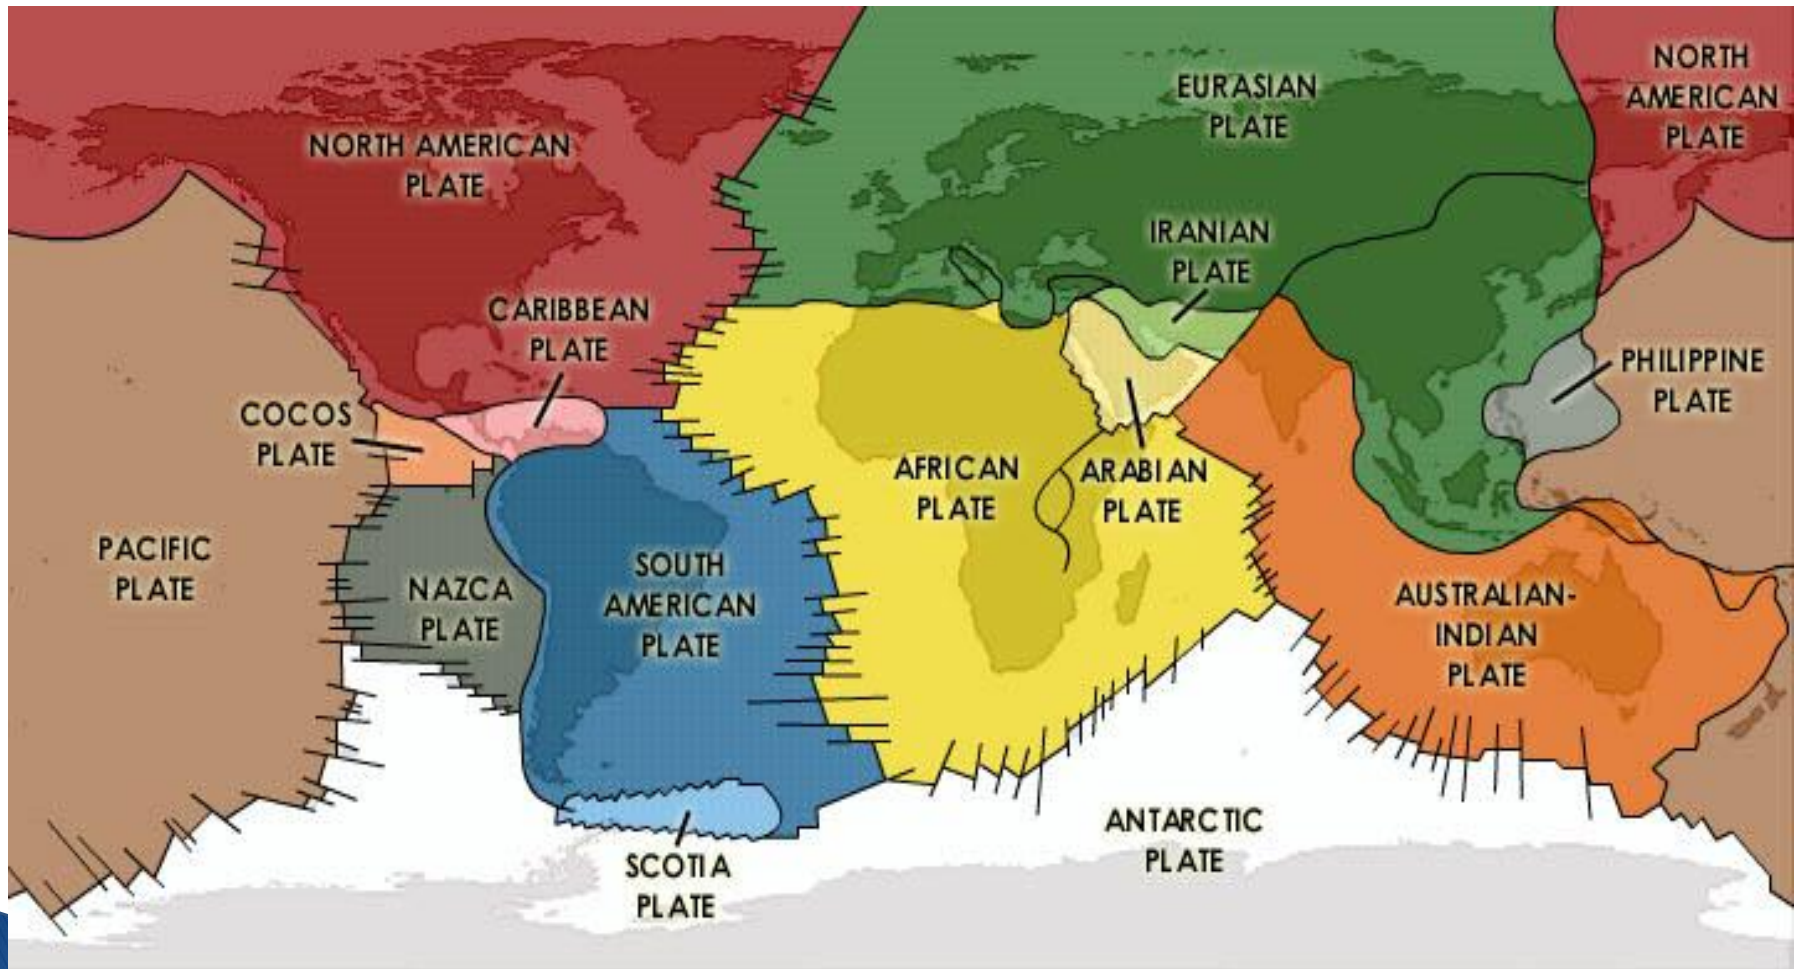 NORTH AMERICAN
PLATE
EURASIAN
PLATE
NORTH
AMERICAN
PLATE
IRANIAN
PLATE
CARIBBEAN
PLATE
COCOS
PLATE
PHILIPPINE
PLATE
AFRICAN
PLATE
ARABIAN
PLATE
PACIFIC
PLATE
NAZCA
PLATE
SOUTH
AMERICAN
PLATE
AUSTRALIAN-
INDIAN
PLATE
ANTARCTIC
PLATE
SCOTIA
PLATE